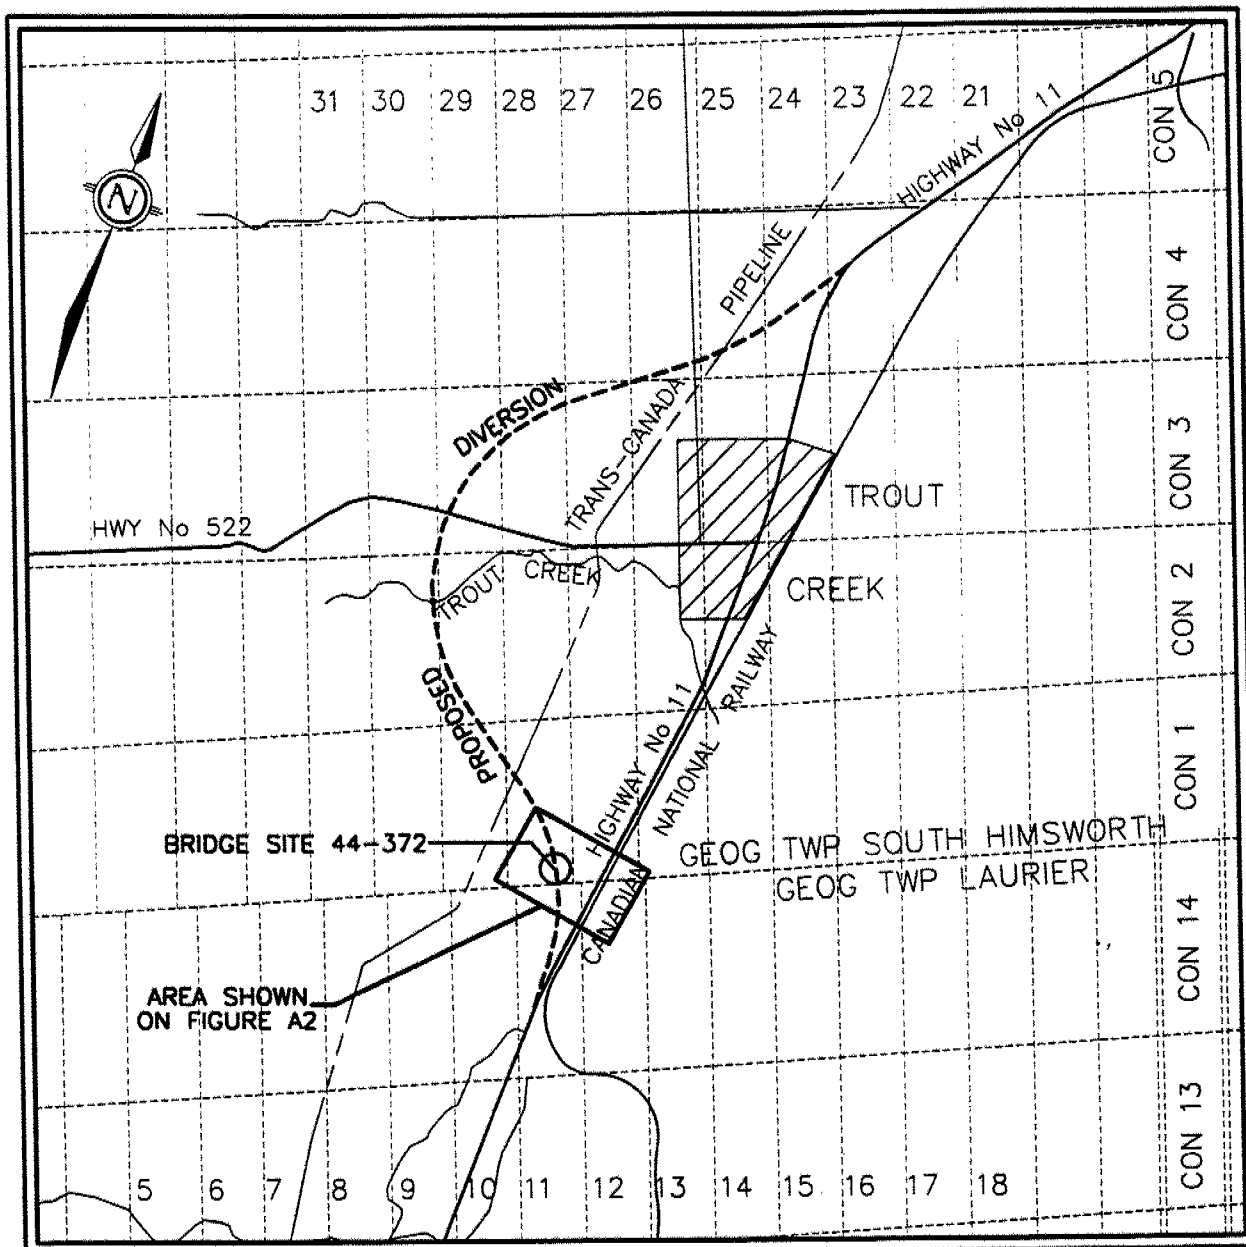 31 30 29 28 27 26 25 24 23 22 21
CON 5
HIGHWAY No 11
N
PIPELINE
CON 4
DIVERSION
TRANS-CANADA
CON 3
TROUT
HWY No 522
CREEK
TROUT CREEK
CON 2
PROPOSED
HIGHWAY No 11
CANADIAN NATIONAL RAILWAY
CON 1
BRIDGE SITE 44-372
GEOG TWP SOUTH HIMSWORTH
GEOG TWP LAURIER
CON 14
AREA SHOWN
ON FIGURE A2
CON 13
5 6 7 8 9 10 11 12 13 14 15 16 17 18